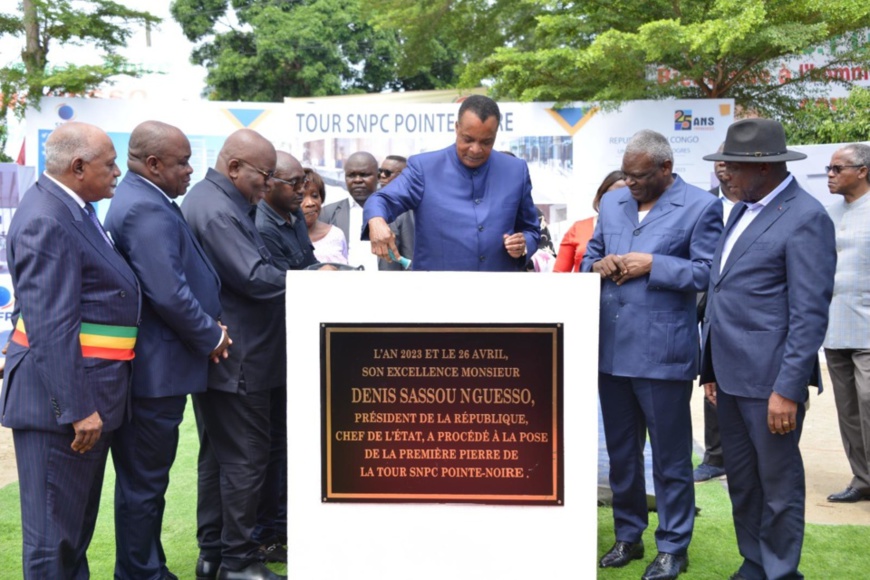 TOUR SNPC POINTE-NOIRE
25 ANS
L'AN 2023 ET LE 26 AVRIL,
SON EXCELLENCE MONSIEUR
DENIS SASSOU NGUESSO,
PRÉSIDENT DE LA RÉPUBLIQUE,
CHEF DE L'ÉTAT, A PROCÉDÉ À LA POSE
DE LA PREMIÈRE PIERRE DE
LA TOUR SNPC POINTE-NOIRE.